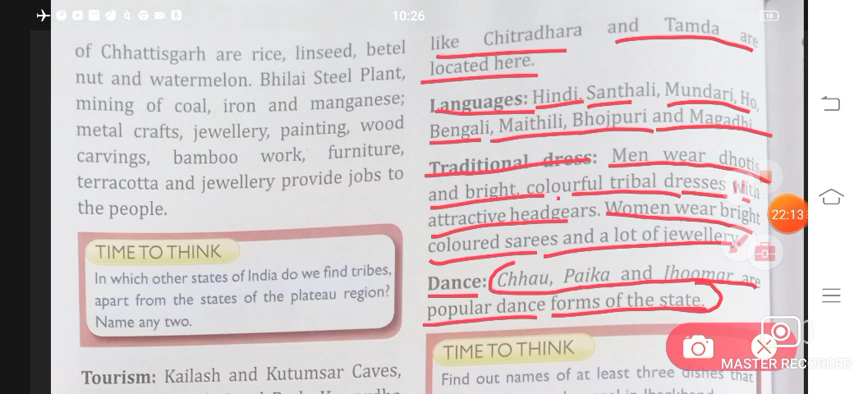 10:26
of Chhattisgarh are rice, linseed, betel
nut and watermelon. Bhilai Steel Plant,
mining of coal, iron and manganese;
metal crafts, jewellery, painting, wood
carvings, bamboo work, furniture,
terracotta and jewellery provide jobs to
the people.
TIME TO THINK
In which other states of India do we find tribes,
apart from the states of the plateau region?
Name any two.
Tourism: Kailash and Kutumsar Caves,
like Chitradhara and Tamda are
located here.
Languages: Hindi, Santhali, Mundari, Ho,
Bengali, Maithili, Bhojpuri and Magadhi.
Traditional dress: Men wear dhotis
and bright, colourful tribal dresses with
attractive headgears. Women wear bright
coloured sarees and a lot of jewellery.
Dance: Chhau, Paika and Jhoomar are
popular dance forms of the state.
TIME TO THINK
Find out names of at least three dishes that
22:13
MASTER RECORDER